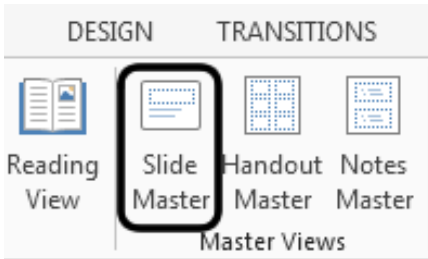 DESIGN TRANSITIONS
Reading Slide Handout Notes
View Master Master Master
Master Views